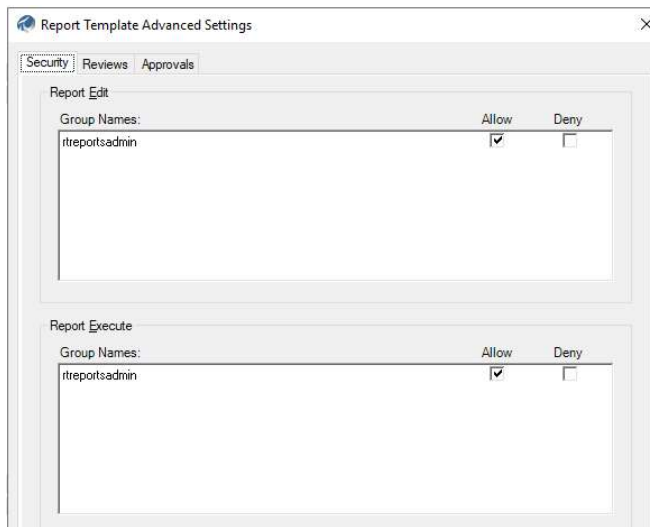 Report Template Advanced Settings
Security Reviews Approvals
Report Edit
Group Names: Allow Deny
rtreportsadmin
Report Execute
Group Names: Allow Deny
rtreportsadmin